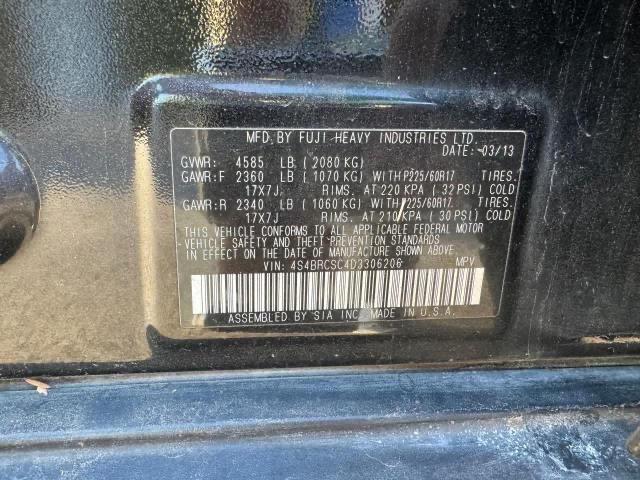 MFD. BY FUJI HEAVY INDUSTRIES LTD.
DATE: 03/13
GVWR: 4585 LB (2080 KG)
GAWR:F 2360 LB (1070 KG) WITH P225/60R17 TIRES.
17X7J. RIMS. AT 220 KPA (32PSI) COLD
GAWR:R 2340 LB (1060 KG) WITH P225/60R17. TIRES.
17X7J RIMS. AT 210 KPA (30 PSI) COLD
THIS VEHICLE CONFORMS TO ALL APPLICABLE FEDERAL MOTOR
VEHICLE SAFETY AND THEFT PREVENTION STANDARDS
IN EFFECT ON THE DATE OF MANUFACTURE SHOWN ABOVE.
VIN: 4S4BRCSC4D3306206 MPV
ASSEMBLED BY SIA INC. MADE IN U.S.A.